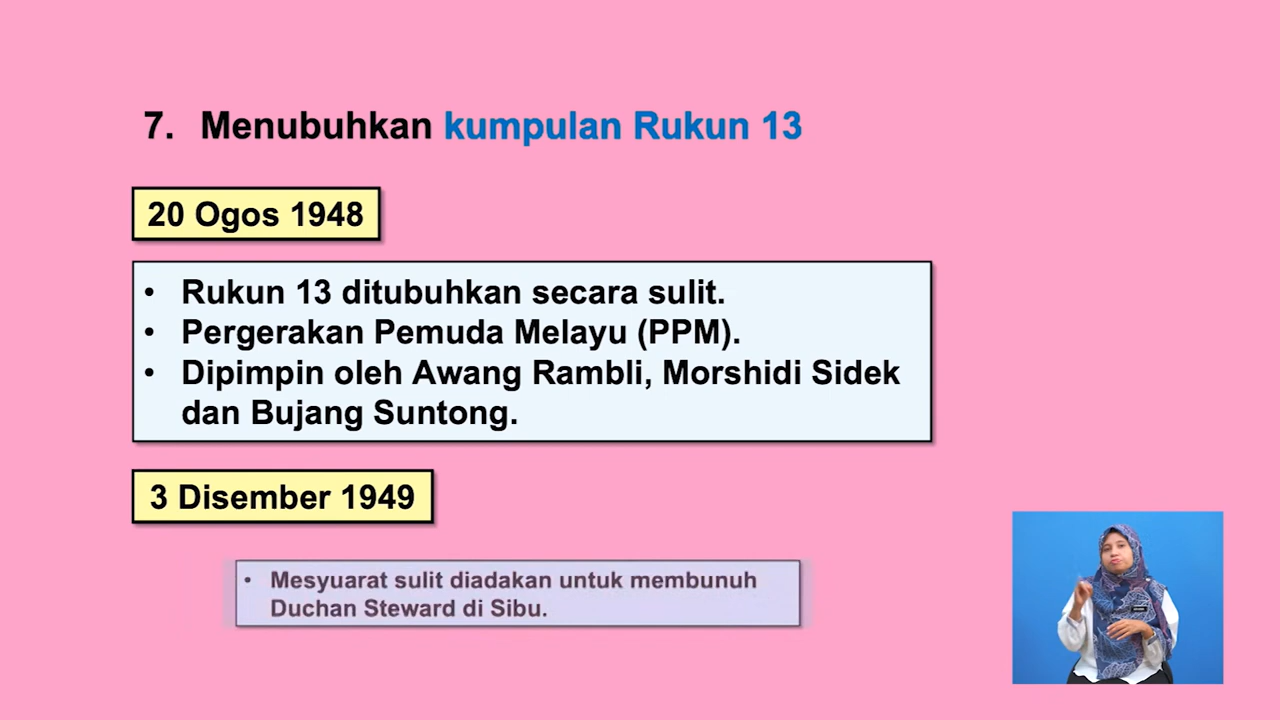 7. Menubuhkan kumpulan Rukun 13
20 Ogos 1948
• Rukun 13 ditubuhkan secara sulit.
• Pergerakan Pemuda Melayu (PPM).
• Dipimpin oleh Awang Rambli, Morshidi Sidek
dan Bujang Suntong.
3 Disember 1949
• Mesyuarat sulit diadakan untuk membunuh
Duchan Steward di Sibu.